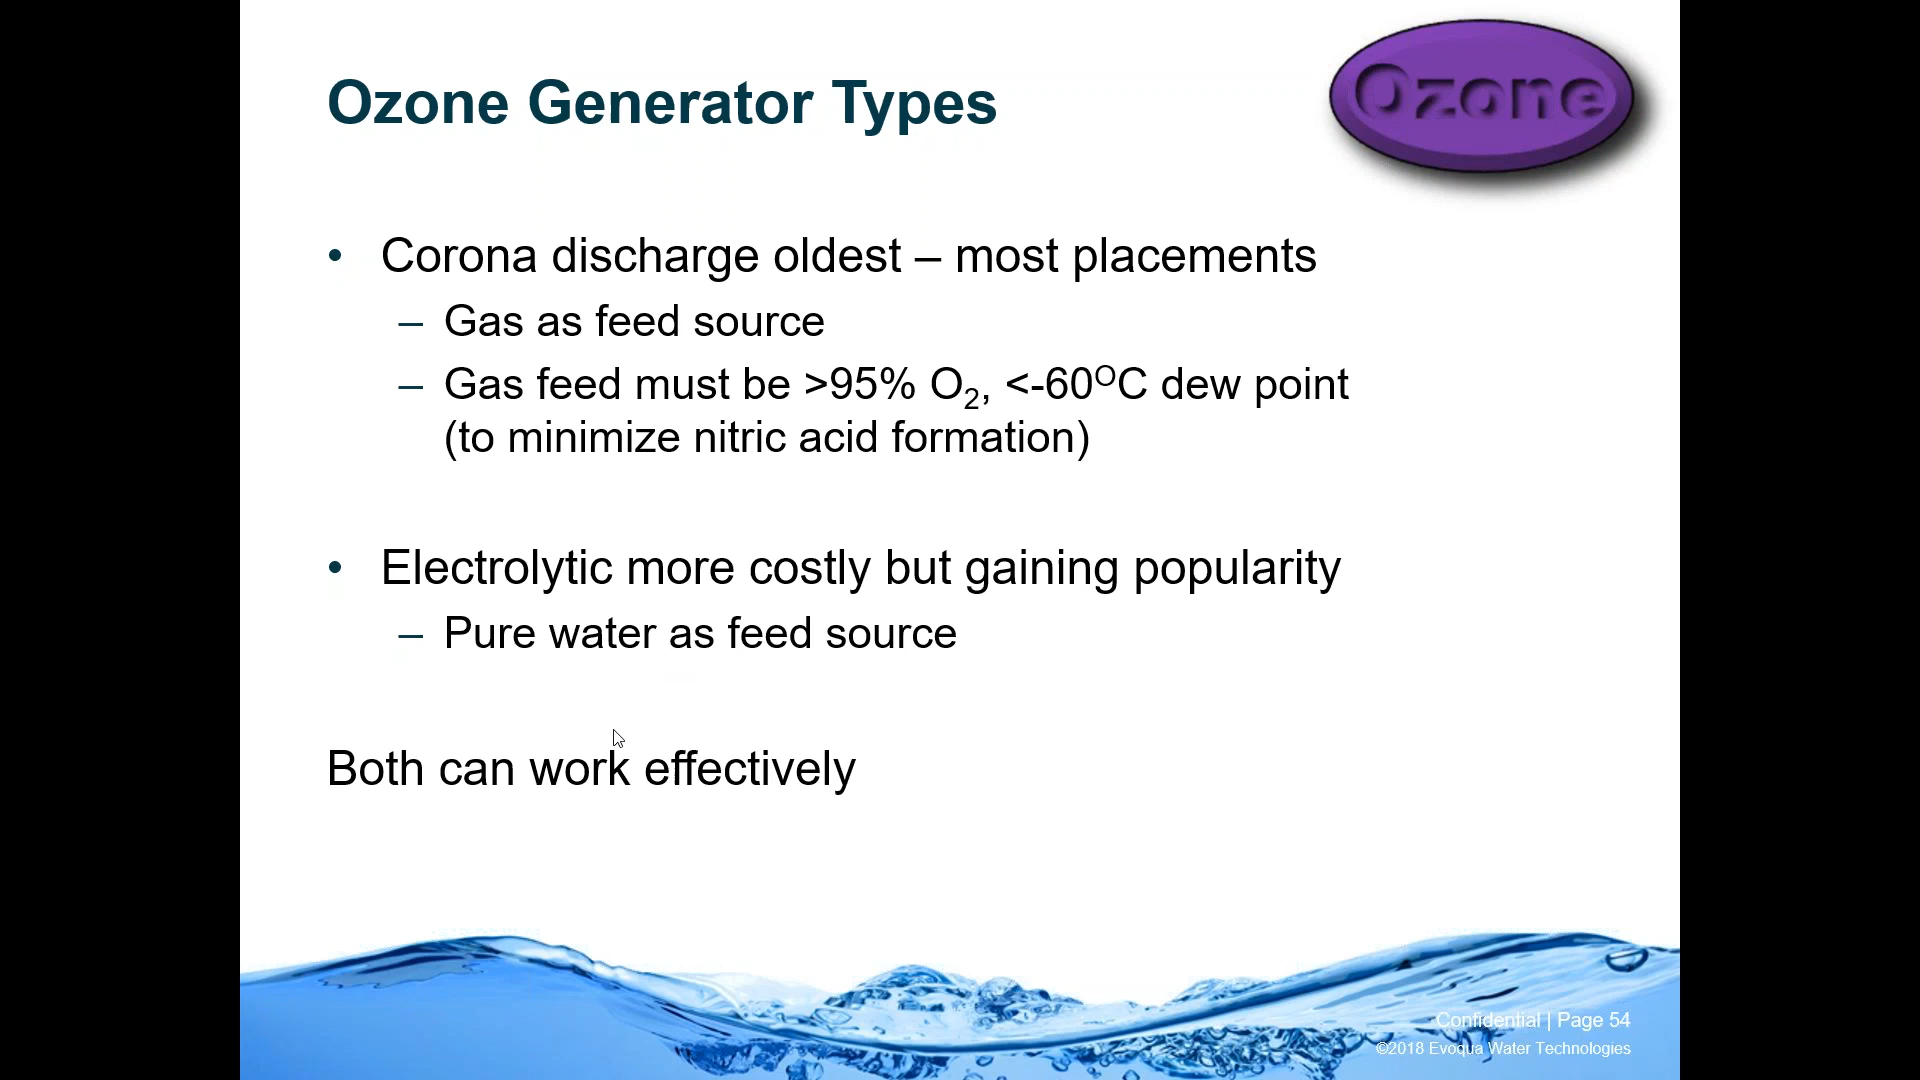 Ozone Generator Types
Ozone
• Corona discharge oldest – most placements
– Gas as feed source
– Gas feed must be >95% O₂, <-60ᴼC dew point
(to minimize nitric acid formation)
• Electrolytic more costly but gaining popularity
– Pure water as feed source
Both can work effectively
Confidential | Page 54
©2018 Evoqua Water Technologies